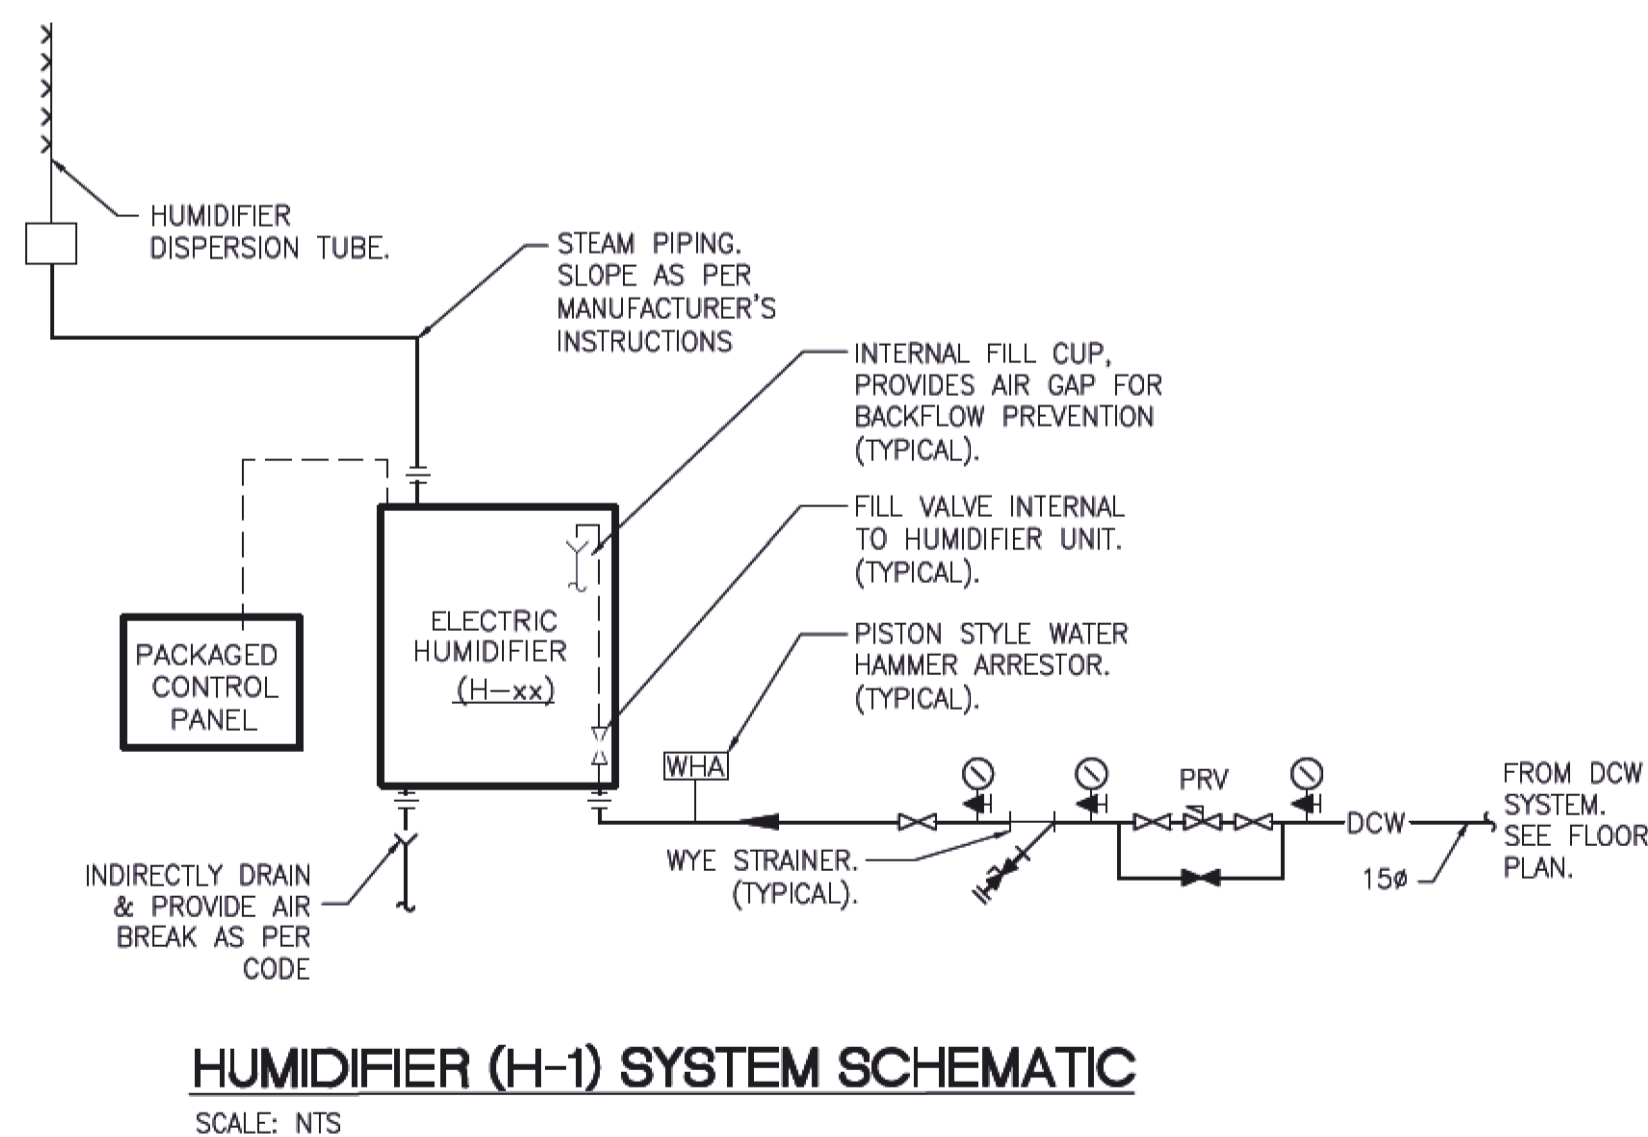 HUMIDIFIER
DISPERSION TUBE.
STEAM PIPING.
SLOPE AS PER
MANUFACTURER'S
INSTRUCTIONS
INTERNAL FILL CUP,
PROVIDES AIR GAP FOR
BACKFLOW PREVENTION
(TYPICAL).
FILL VALVE INTERNAL
TO HUMIDIFIER UNIT.
(TYPICAL).
ELECTRIC
HUMIDIFIER
(H-xx)
PACKAGED
CONTROL
PANEL
PISTON STYLE WATER
HAMMER ARRESTOR.
(TYPICAL).
WHA
PRV
FROM DCW
SYSTEM.
SEE FLOOR
PLAN.
DCW
15ø
WYE STRAINER.
(TYPICAL).
INDIRECTLY DRAIN
& PROVIDE AIR
BREAK AS PER
CODE
HUMIDIFIER (H-1) SYSTEM SCHEMATIC
SCALE: NTS